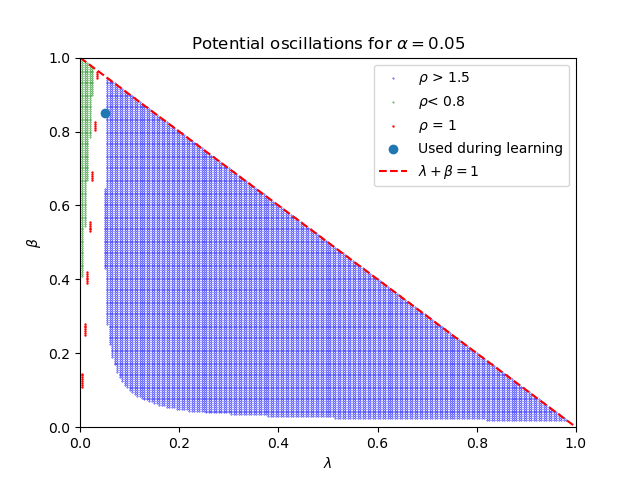 Potential oscillations for α = 0.05
ρ > 1.5
ρ< 0.8
ρ = 1
Used during learning
λ + β = 1
1.0
0.8
0.6
0.4
0.2
0.0
β
0.0 0.2 0.4 0.6 0.8 1.0
λ